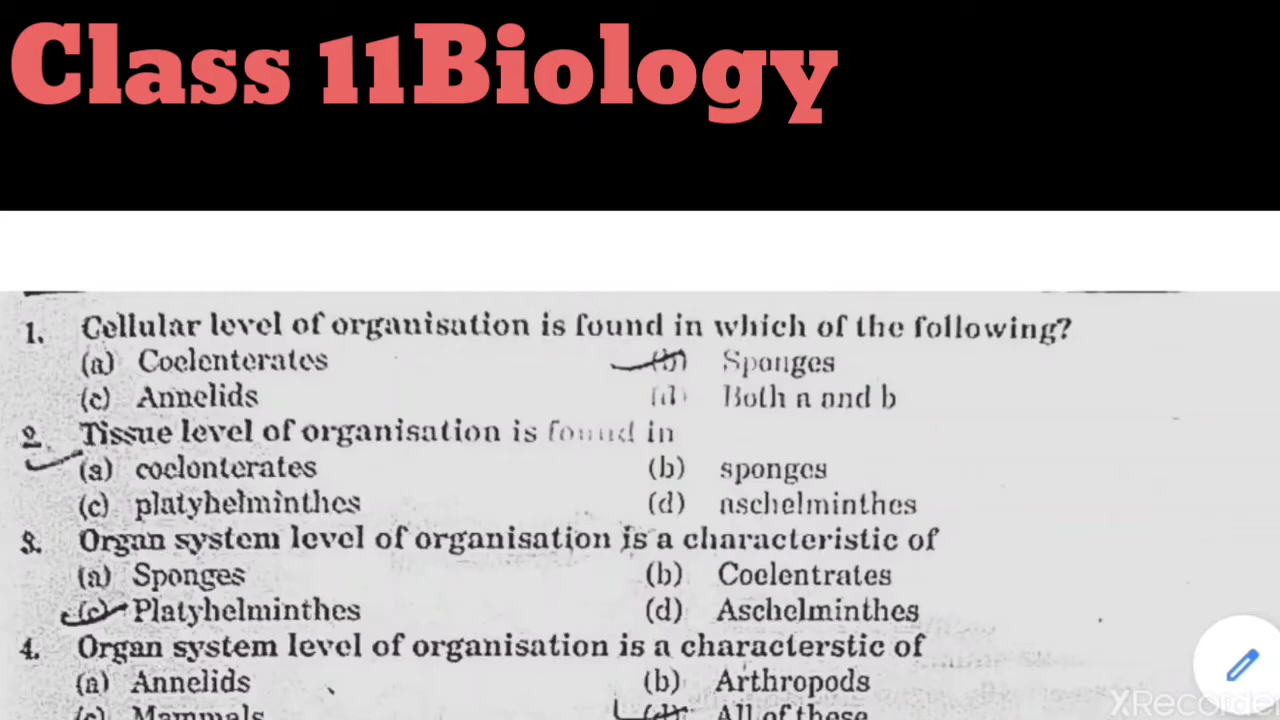 Class 11Biology
1. Cellular level of organisation is found in which of the following?
(a) Coelenterates (b) Sponges
(c) Annelids (d) Both a and b
2. Tissue level of organisation is found in
(a) coelonterates (b) sponges
(c) platyhelminthes (d) aschelminthes
3. Organ system level of organisation is a characteristic of
(a) Sponges (b) Coelentrates
(c) Platyhelminthes (d) Aschelminthes
4. Organ system level of organisation is a characterstic of
(a) Annelids (b) Arthropods
(c) Mammals (d) All of these
XRecorder